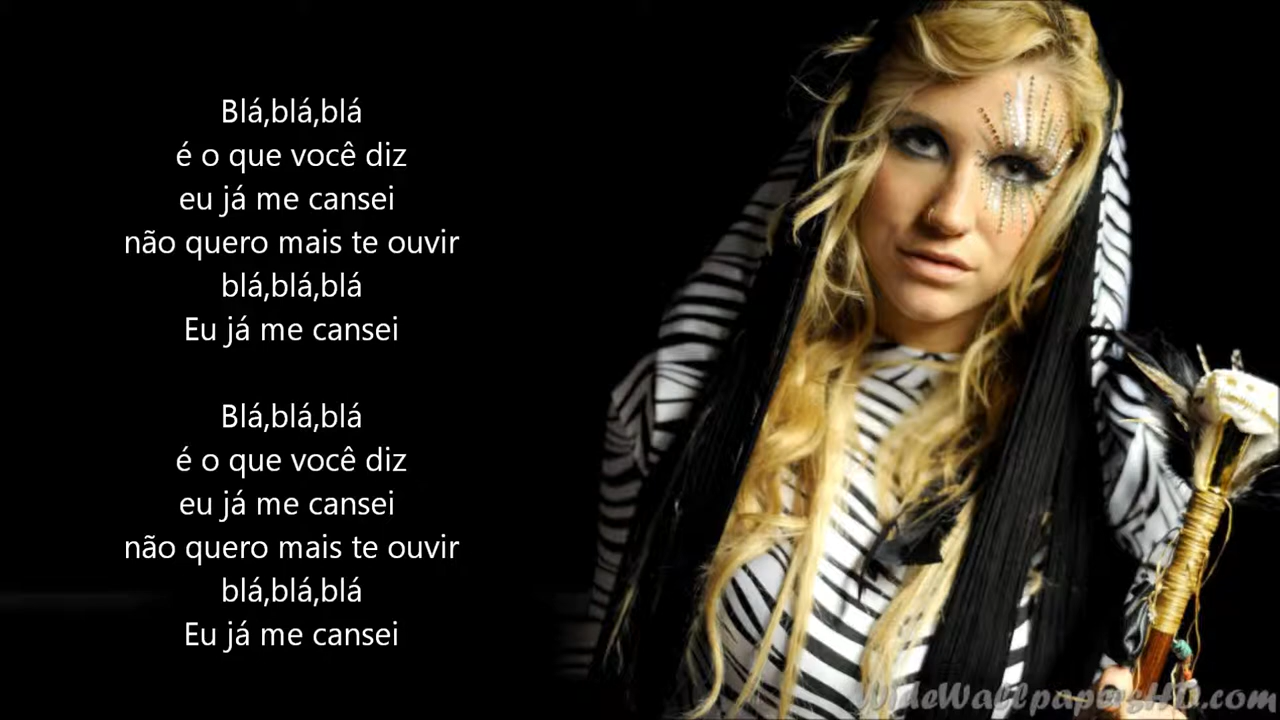 Blá,blá,blá
é o que você diz
eu já me cansei
não quero mais te ouvir
blá,blá,blá
Eu já me cansei
Blá,blá,blá
é o que você diz
eu já me cansei
não quero mais te ouvir
blá,blá,blá
Eu já me cansei
WideWallpapersHD.com